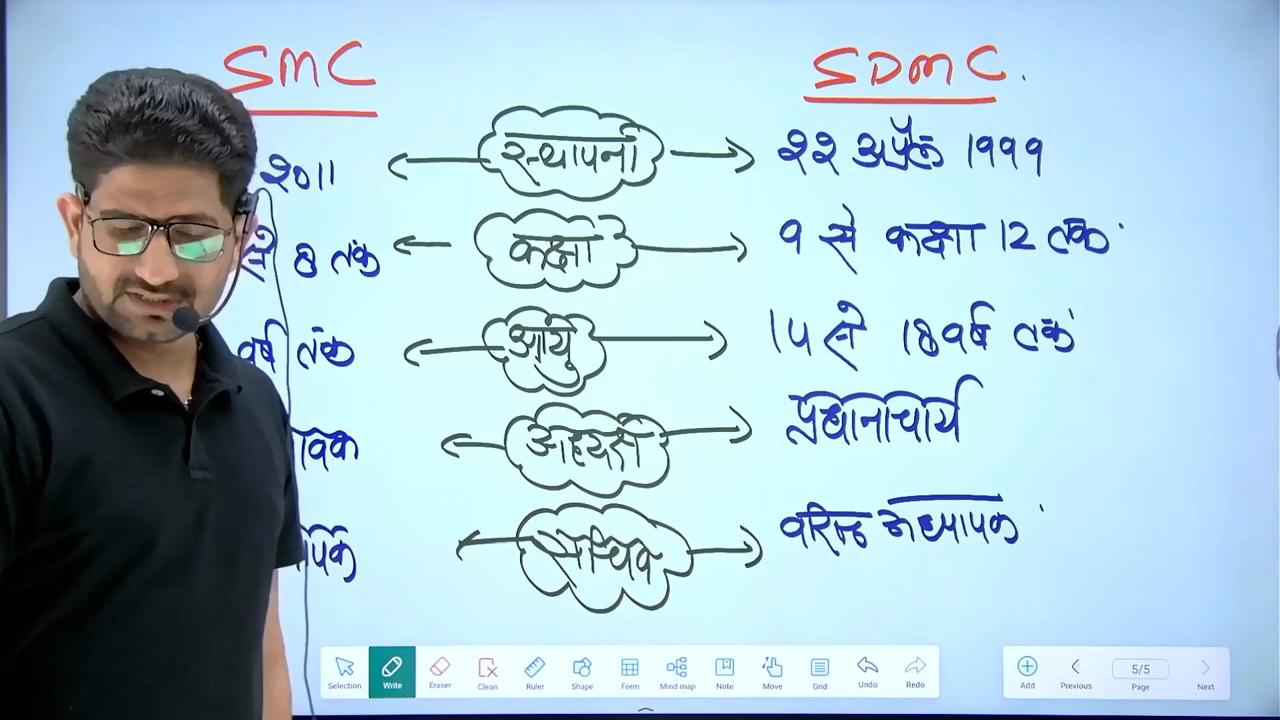 SMC SDMC.
2011 स्थापना 22 अप्रैल 1999
से 8 तक कक्षा 9 से कक्षा 12 तक
वर्ष तक आयु 14 से 18 वर्ष तक
अध्यक्ष प्रधानाचार्य
सचिव वरिष्ठ अध्यापक
Selection Write Eraser Clean Ruler Shape Form Mind map Note Move Grid Undo Redo Add Previous 5/5 Page Next